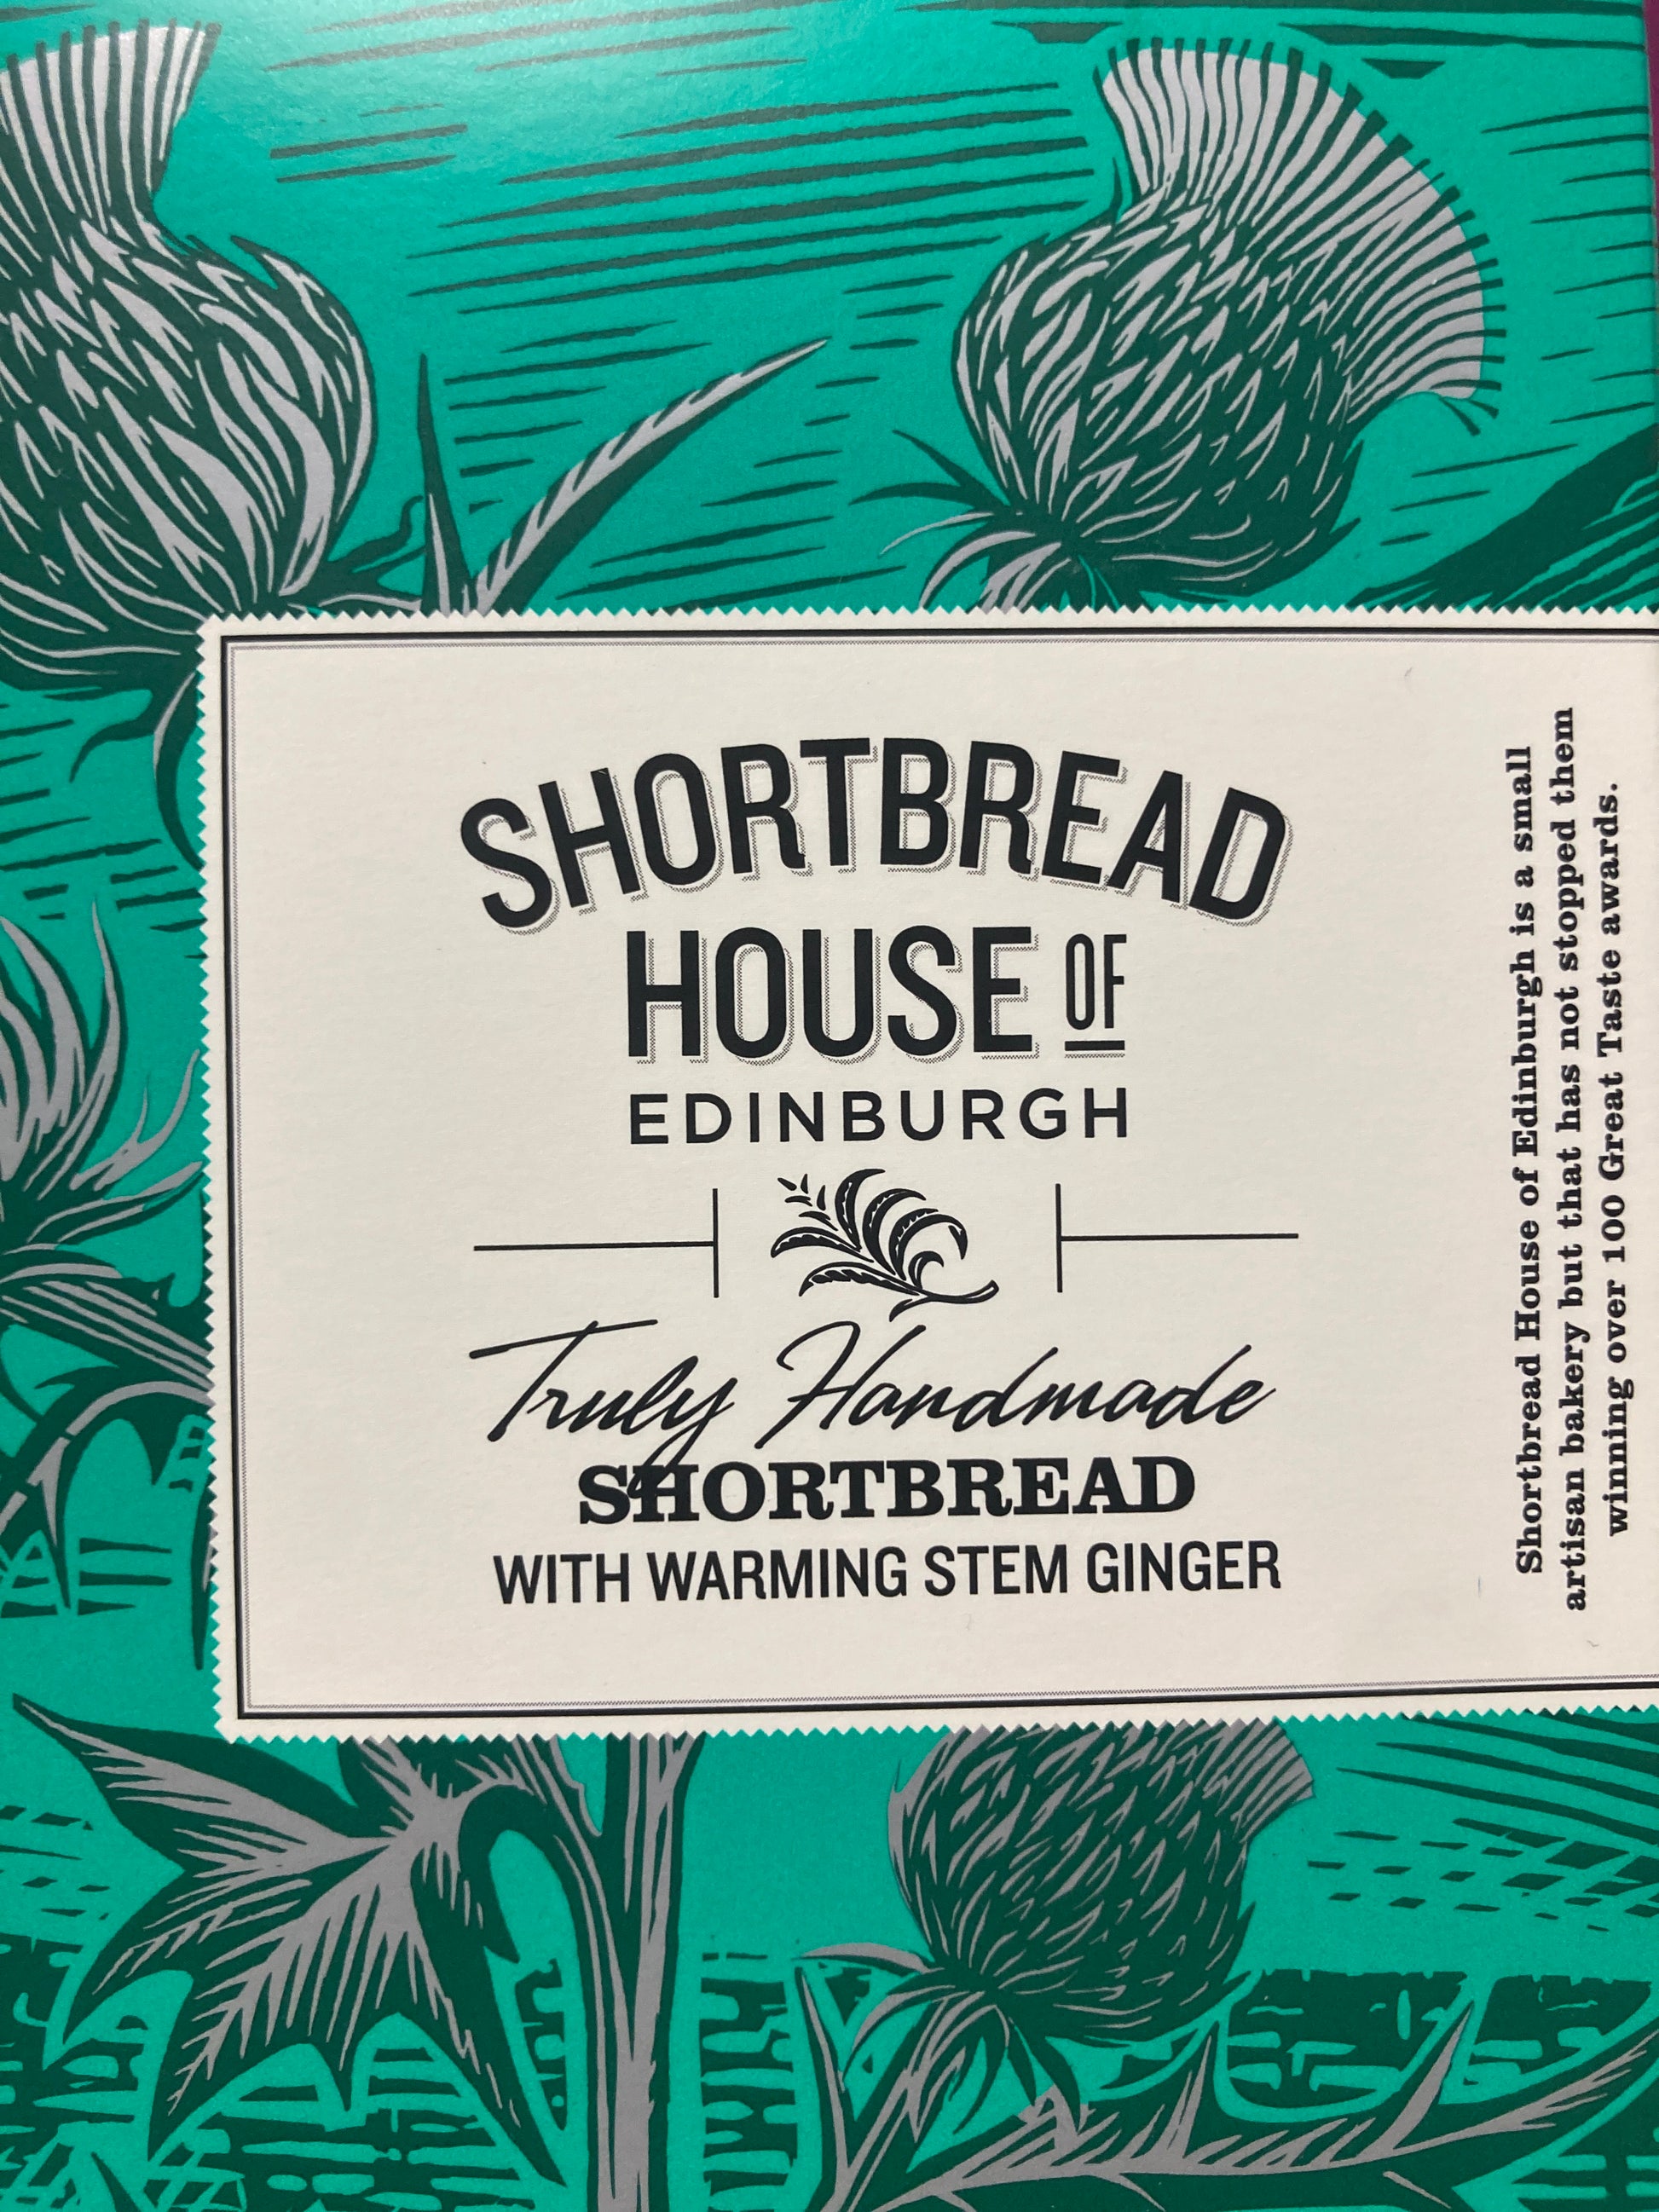 SHORTBREAD
HOUSE OF
EDINBURGH
Truly Handmade
SHORTBREAD
WITH WARMING STEM GINGER
Shortbread House of Edinburgh is a small
artisan bakery but that has not stopped them
winning over 100 Great Taste awards.